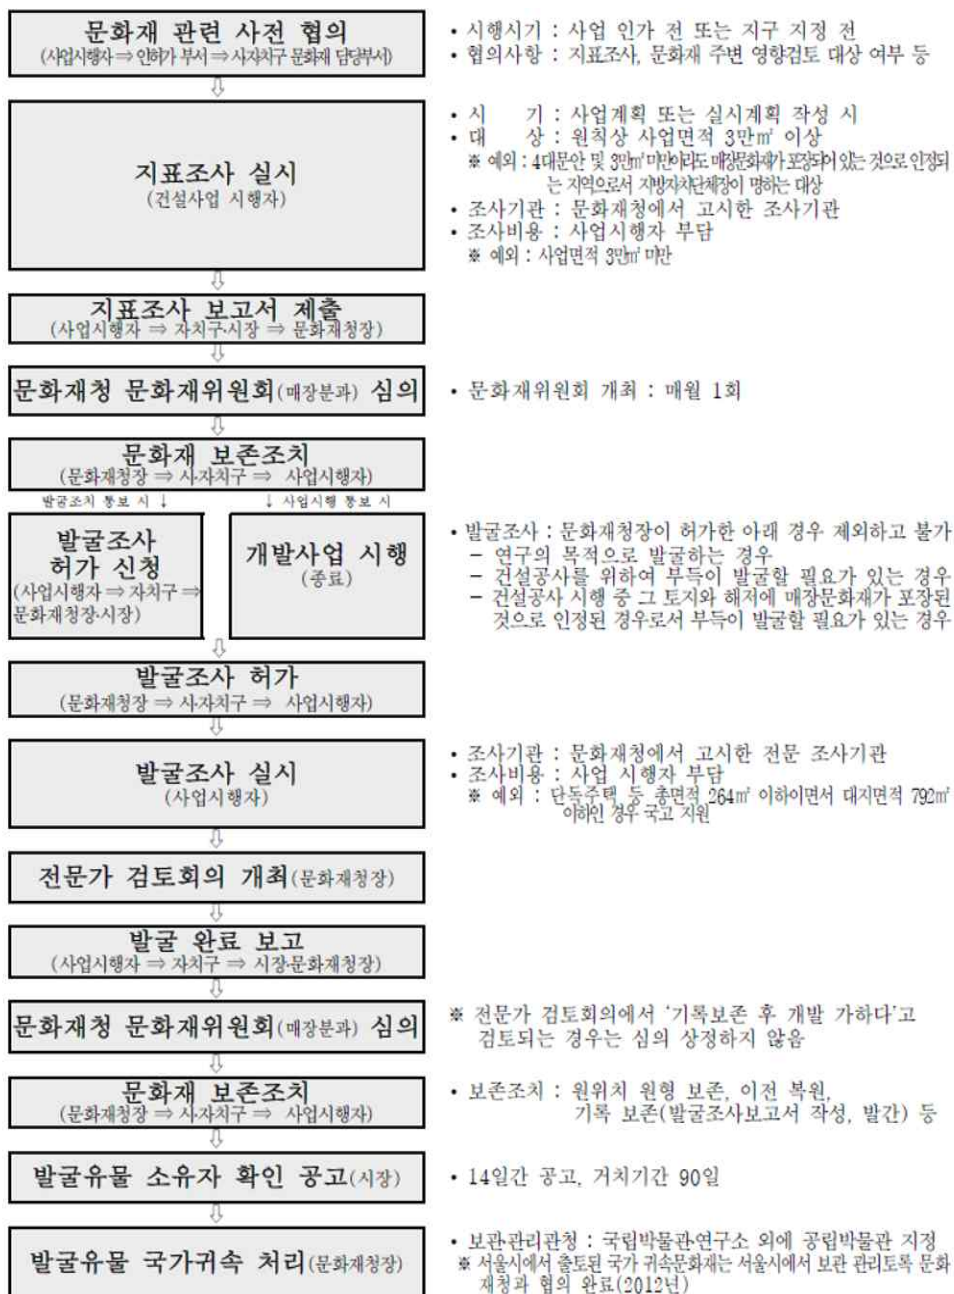 문화재 관련 사전 협의
(사업시행자 ⇒ 인허가 부서 ⇒ 시·자치구 문화재 담당부서)
• 시행시기 : 사업 인가 전 또는 지구 지정 전
• 협의사항 : 지표조사, 문화재 주변 영향검토 대상 여부 등
⇩
지표조사 실시
(건설사업 시행자)
• 시 기 : 사업계획 또는 실시계획 작성 시
• 대 상 : 원칙상 사업면적 3만㎡ 이상
※ 예외 : 4대문안 및 3만㎡ 미만이라도 매장문화재가 포장되어 있는 것으로 인정되
는 지역으로서 지방자치단체장이 명하는 대상
• 조사기관 : 문화재청에서 고시한 조사기관
• 조사비용 : 사업시행자 부담
※ 예외 : 사업면적 3만㎡ 미만
⇩
지표조사 보고서 제출
(사업시행자 ⇒ 자치구·시장 ⇒ 문화재청장)
⇩
문화재청 문화재위원회(매장분과) 심의
• 문화재위원회 개최 : 매월 1회
⇩
문화재 보존조치
(문화재청장 ⇒ 시·자치구 ⇒ 사업시행자)
발굴조치 통보 시 ↓
↓ 사업시행 통보 시
발굴조사
허가 신청
(사업시행자 ⇒ 자치구 ⇒
문화재청장·시장)
개발사업 시행
(종료)
• 발굴조사 : 문화재청장이 허가한 아래 경우 제외하고 불가
− 연구의 목적으로 발굴하는 경우
− 건설공사를 위하여 부득이 발굴할 필요가 있는 경우
− 건설공사 시행 중 그 토지와 해저에 매장문화재가 포장된
것으로 인정된 경우로서 부득이 발굴할 필요가 있는 경우
⇩
발굴조사 허가
(문화재청장 ⇒ 시·자치구 ⇒ 사업시행자)
⇩
발굴조사 실시
(사업시행자)
• 조사기관 : 문화재청에서 고시한 전문 조사기관
• 조사비용 : 사업 시행자 부담
※ 예외 : 단독주택 등 총면적 264㎡ 이하이면서 대지면적 792㎡
이하인 경우 국고 지원
⇩
전문가 검토회의 개최(문화재청장)
⇩
발굴 완료 보고
(사업시행자 ⇒ 자치구 ⇒ 시장·문화재청장)
⇩
문화재청 문화재위원회(매장분과) 심의
※ 전문가 검토회의에서 ‘기록보존 후 개발 가하다’고
검토되는 경우는 심의 상정하지 않음
⇩
문화재 보존조치
(문화재청장 ⇒ 시·자치구 ⇒ 사업시행자)
• 보존조치 : 원위치 원형 보존, 이전 복원,
기록 보존(발굴조사보고서 작성, 발간) 등
⇩
발굴유물 소유자 확인 공고(시장)
• 14일간 공고, 거치기간 90일
⇩
발굴유물 국가귀속 처리(문화재청장)
• 보관·관리관청 : 국립박물관·연구소 외에 공립박물관 지정
※ 서울시에서 출토된 국가 귀속문화재는 서울시에서 보관 관리토록 문화
재청과 협의 완료(2012년)